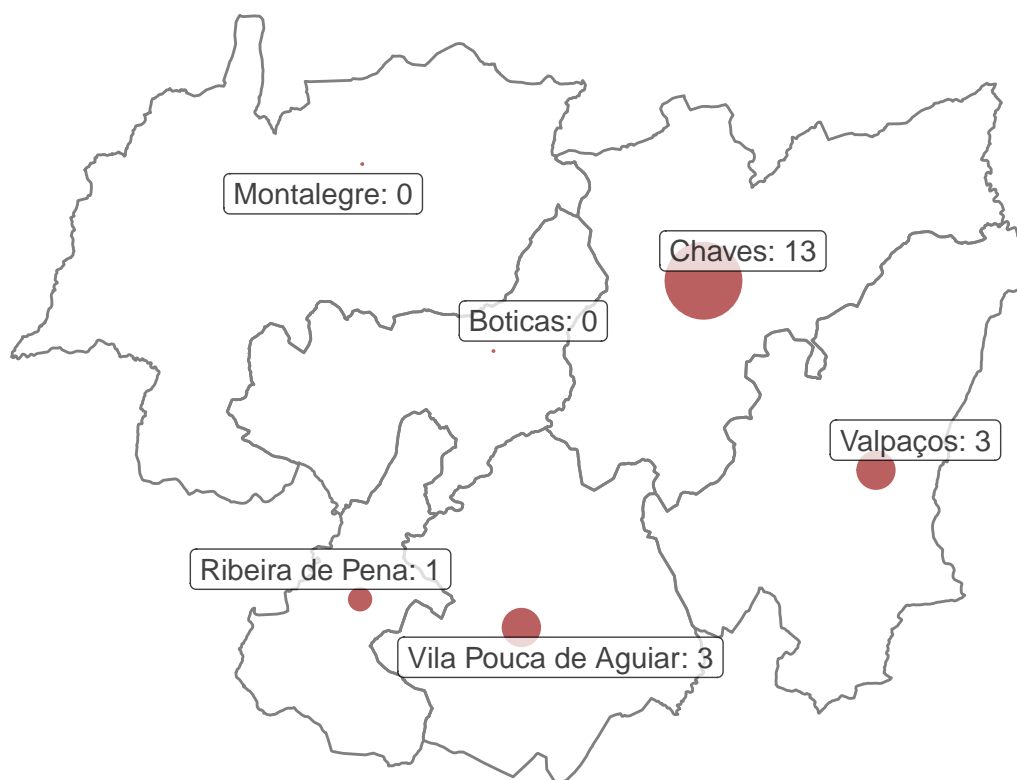 Montalegre: 0
Chaves: 13
Boticas: 0
Valpaços: 3
Ribeira de Pena: 1
Vila Pouca de Aguiar: 3